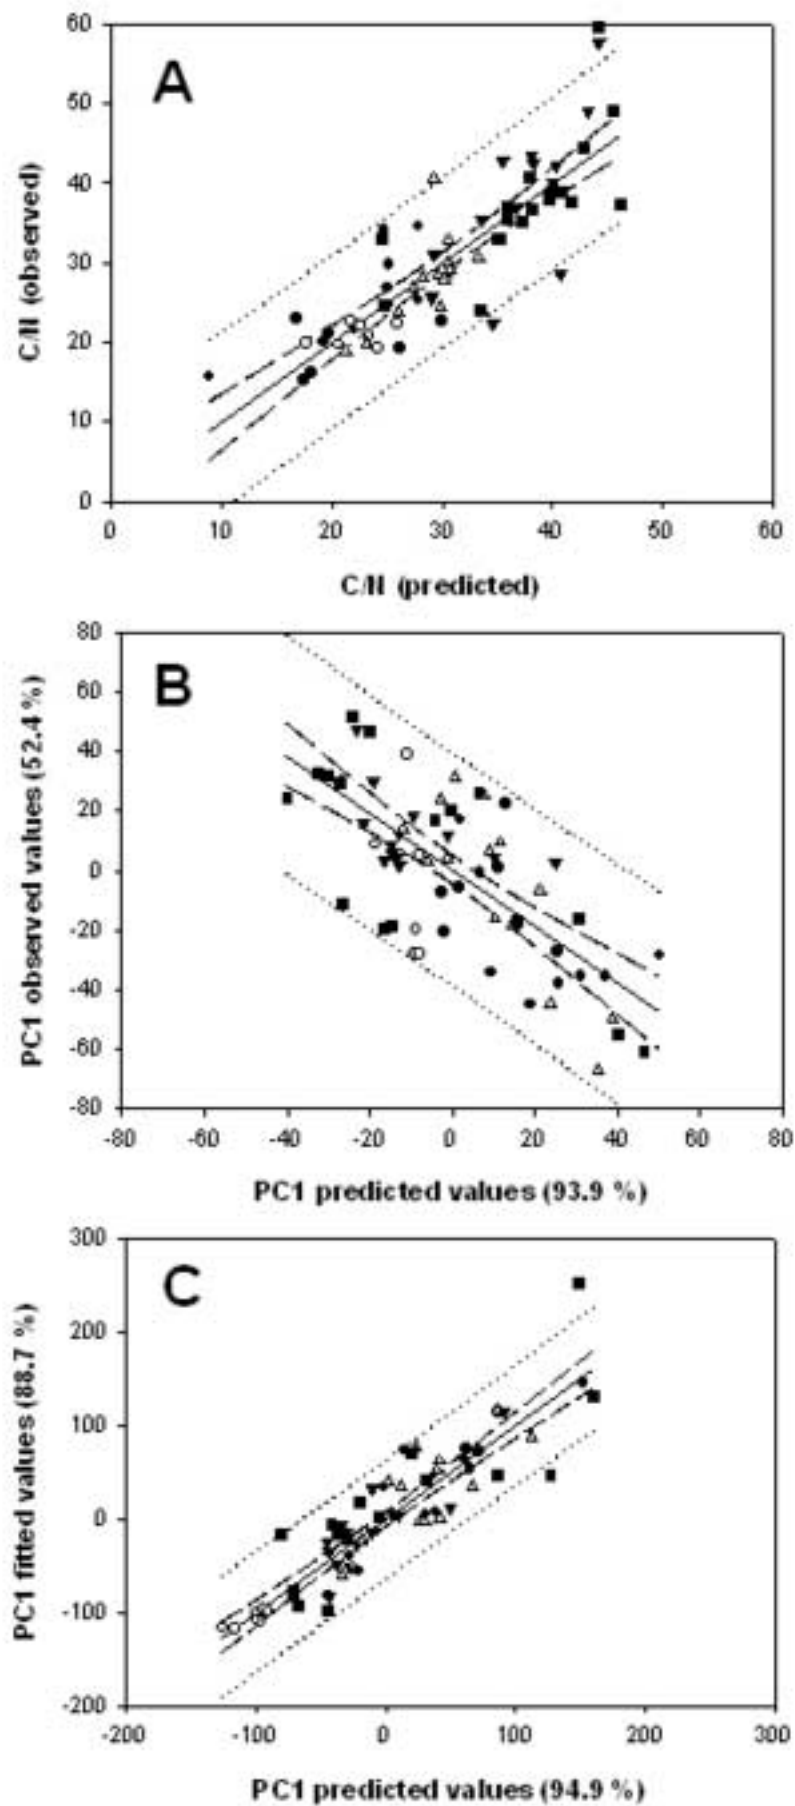 60
A
50
40
30
20
10
0
C/N (observed)
0 10 20 30 40 50 60
C/N (predicted)
80
B
60
40
20
0
-20
-40
-60
-80
PC1 observed values (52.4 %)
-80 -60 -40 -20 0 20 40 60 80
PC1 predicted values (93.9 %)
300
C
200
100
0
-100
-200
PC1 fitted values (88.7 %)
-200 -100 0 100 200 300
PC1 predicted values (94.9 %)